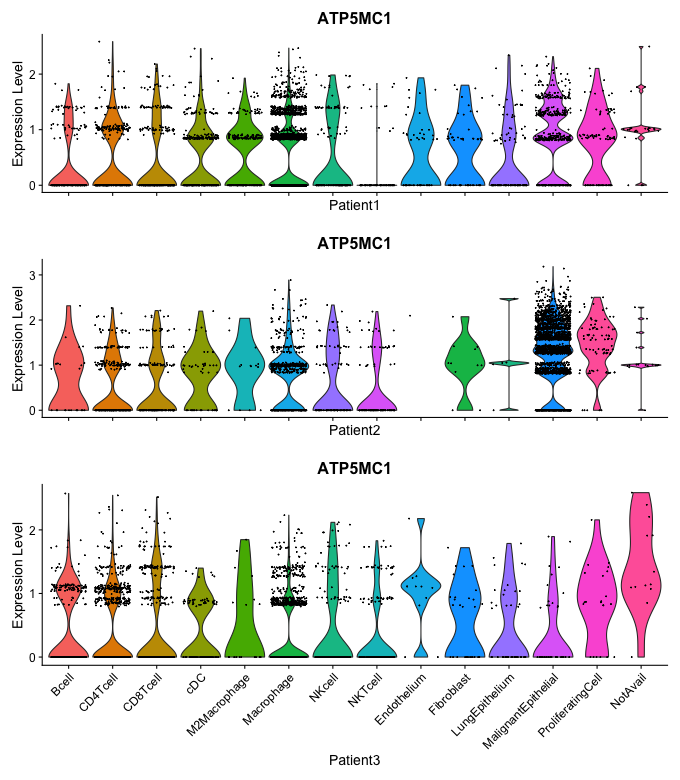 ATP5MC1
Expression Level
2
1
0
Patient1
ATP5MC1
Expression Level
3
2
1
0
Patient2
ATP5MC1
Expression Level
2
1
0
Bcell
CD4Tcell
CD8Tcell
cDC
M2Macrophage
Macrophage
NKcell
NKTcell
Endothelium
Fibroblast
LungEpithelium
MalignantEpithelial
ProliferatingCell
NotAvail
Patient3